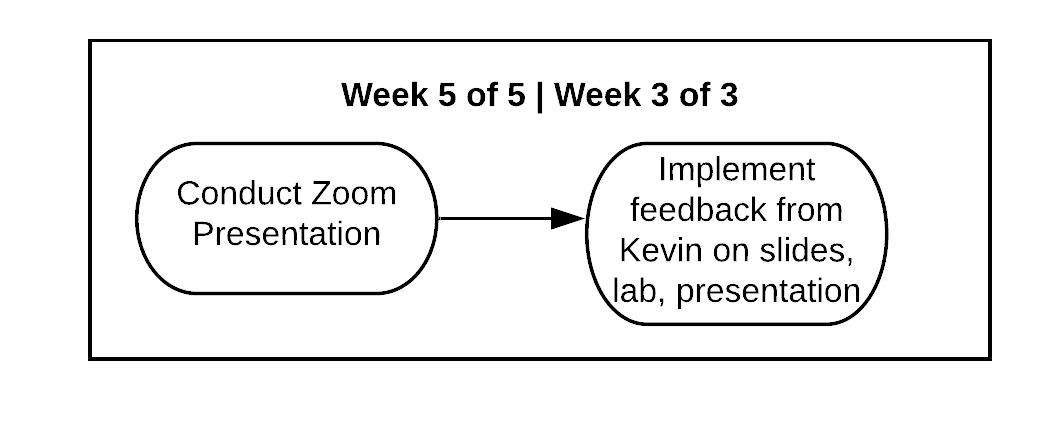 Week 5 of 5 | Week 3 of 3
Conduct Zoom
Presentation
Implement
feedback from
Kevin on slides,
lab, presentation